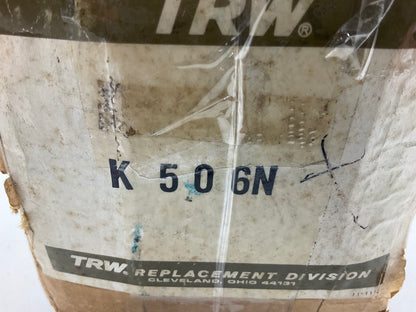 TRW®
K 506N
TRW. REPLACEMENT DIVISION
CLEVELAND, OHIO 44131